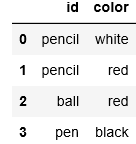 id color
0 pencil white
1 pencil red
2 ball red
3 pen black